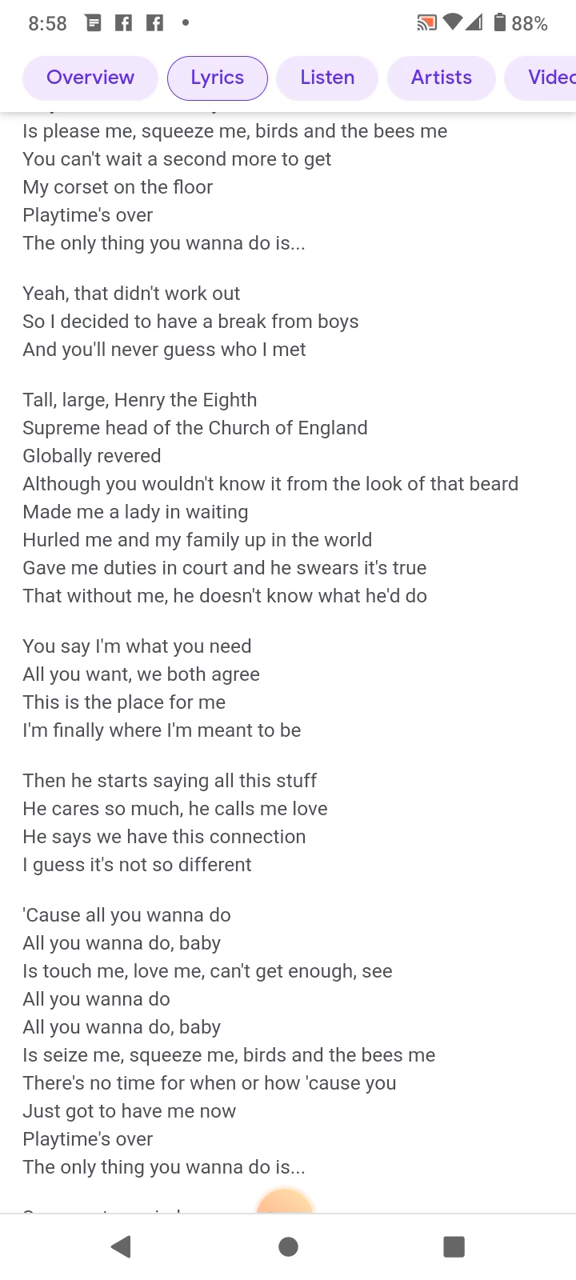 8:58
88%
Overview
Lyrics
Listen
Artists
Video
Is please me, squeeze me, birds and the bees me
You can't wait a second more to get
My corset on the floor
Playtime's over
The only thing you wanna do is...
Yeah, that didn't work out
So I decided to have a break from boys
And you'll never guess who I met
Tall, large, Henry the Eighth
Supreme head of the Church of England
Globally revered
Although you wouldn't know it from the look of that beard
Made me a lady in waiting
Hurled me and my family up in the world
Gave me duties in court and he swears it's true
That without me, he doesn't know what he'd do
You say I'm what you need
All you want, we both agree
This is the place for me
I'm finally where I'm meant to be
Then he starts saying all this stuff
He cares so much, he calls me love
He says we have this connection
I guess it's not so different
'Cause all you wanna do
All you wanna do, baby
Is touch me, love me, can't get enough, see
All you wanna do
All you wanna do, baby
Is seize me, squeeze me, birds and the bees me
There's no time for when or how 'cause you
Just got to have me now
Playtime's over
The only thing you wanna do is...